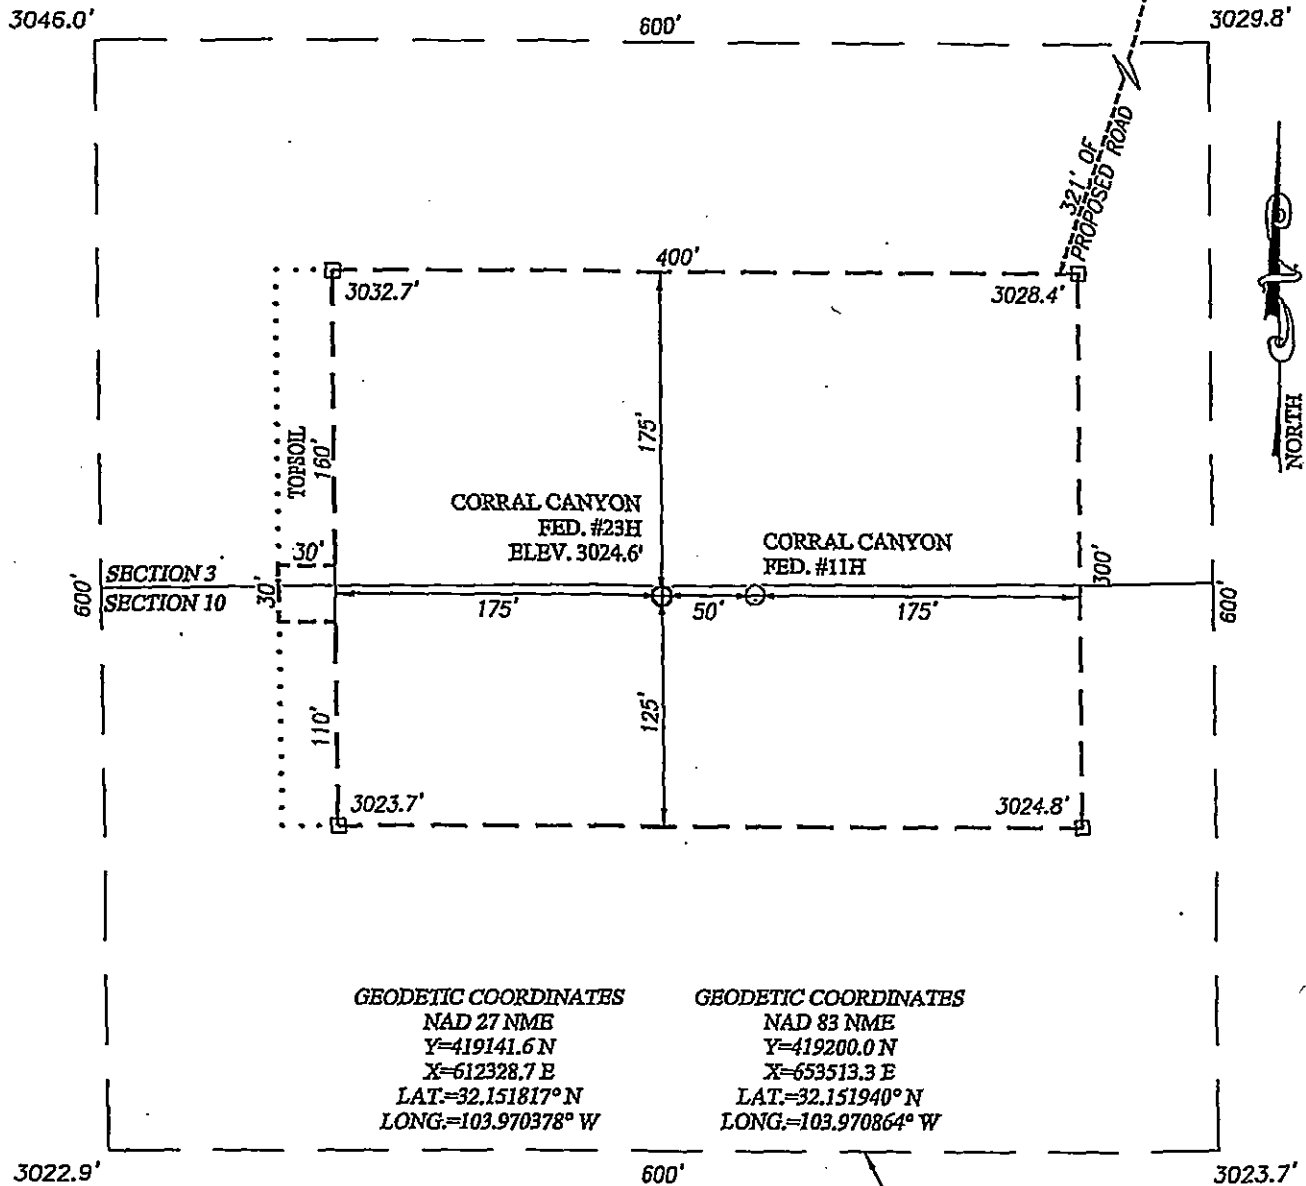 3046.0'
600'
3029.8'
321' OF
PROPOSED ROAD
400'
3032.7'
3028.4'
NORTH
175'
TOPSOIL
160'
CORRAL CANYON
FED. #23H
ELEV. 3024.6'
CORRAL CANYON
FED. #11H
30'
300'
SECTION 3
600'
30'
SECTION 10
175'
50'
175'
600'
110'
125'
3023.7'
3024.8'
GEODETIC COORDINATES
NAD 27 NME
Y=419141.6 N
X=612328.7 E
LAT.=32.151817° N
LONG.=103.970378° W
GEODETIC COORDINATES
NAD 83 NME
Y=419200.0 N
X=653513.3 E
LAT.=32.151940° N
LONG.=103.970864° W
3022.9'
600'
3023.7'